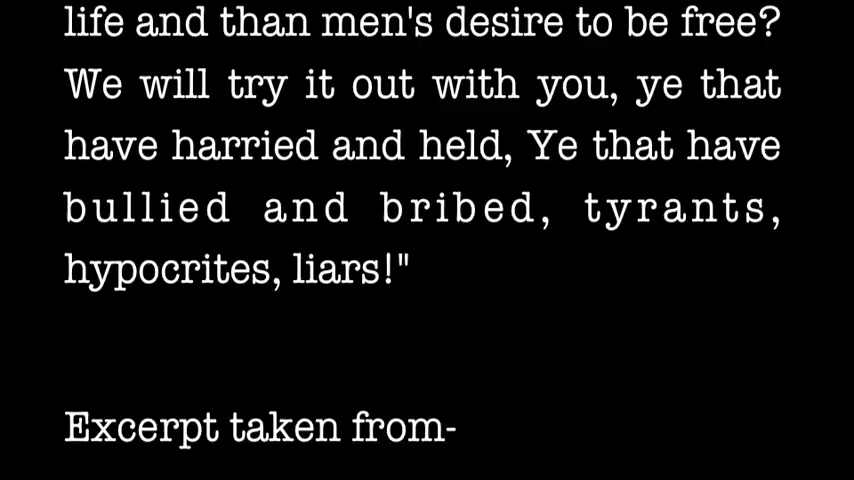 life and than men's desire to be free?
We will try it out with you, ye that
have harried and held, Ye that have
bullied and bribed, tyrants,
hypocrites, liars!"
Excerpt taken from-